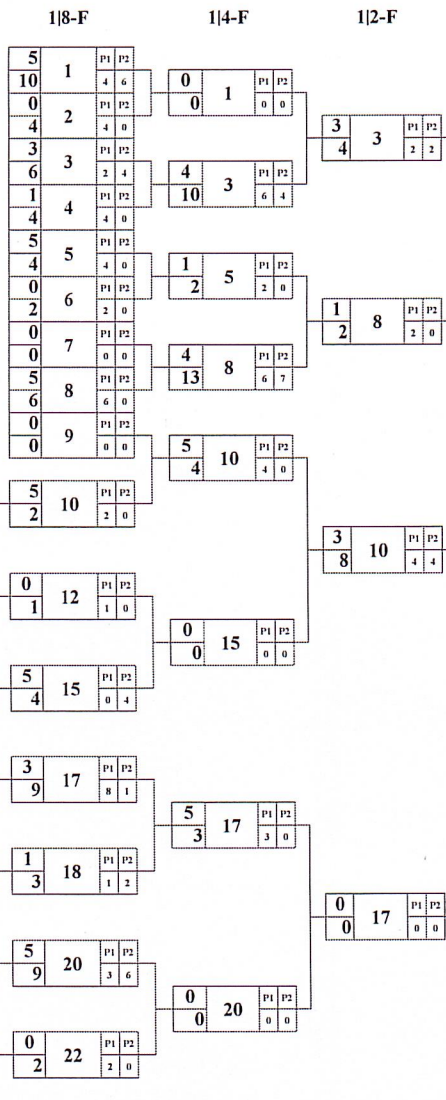 1|8-F 1|4-F 1|2-F
5 P1 P2
10 1 4 6
0 P1 P2
4 2 4 0
3 P1 P2
6 3 2 4
1 P1 P2
4 4 4 0
5 P1 P2
4 5 4 0
0 P1 P2
2 6 2 0
0 P1 P2
0 7 0 0
5 P1 P2
6 8 6 0
0 P1 P2
0 9 0 0
5 P1 P2
2 10 2 0
0 P1 P2
1 12 1 0
5 P1 P2
4 15 0 4
3 P1 P2
9 17 8 1
1 P1 P2
3 18 1 2
5 P1 P2
9 20 3 6
0 P1 P2
2 22 2 0
0 P1 P2
0 1 0 0
4 P1 P2
10 3 6 4
1 P1 P2
2 5 2 0
4 P1 P2
13 8 6 7
5 P1 P2
4 10 4 0
0 P1 P2
0 15 0 0
5 P1 P2
3 17 3 0
0 P1 P2
0 20 0 0
3 P1 P2
4 3 2 2
1 P1 P2
2 8 2 0
3 P1 P2
8 10 4 4
0 P1 P2
0 17 0 0